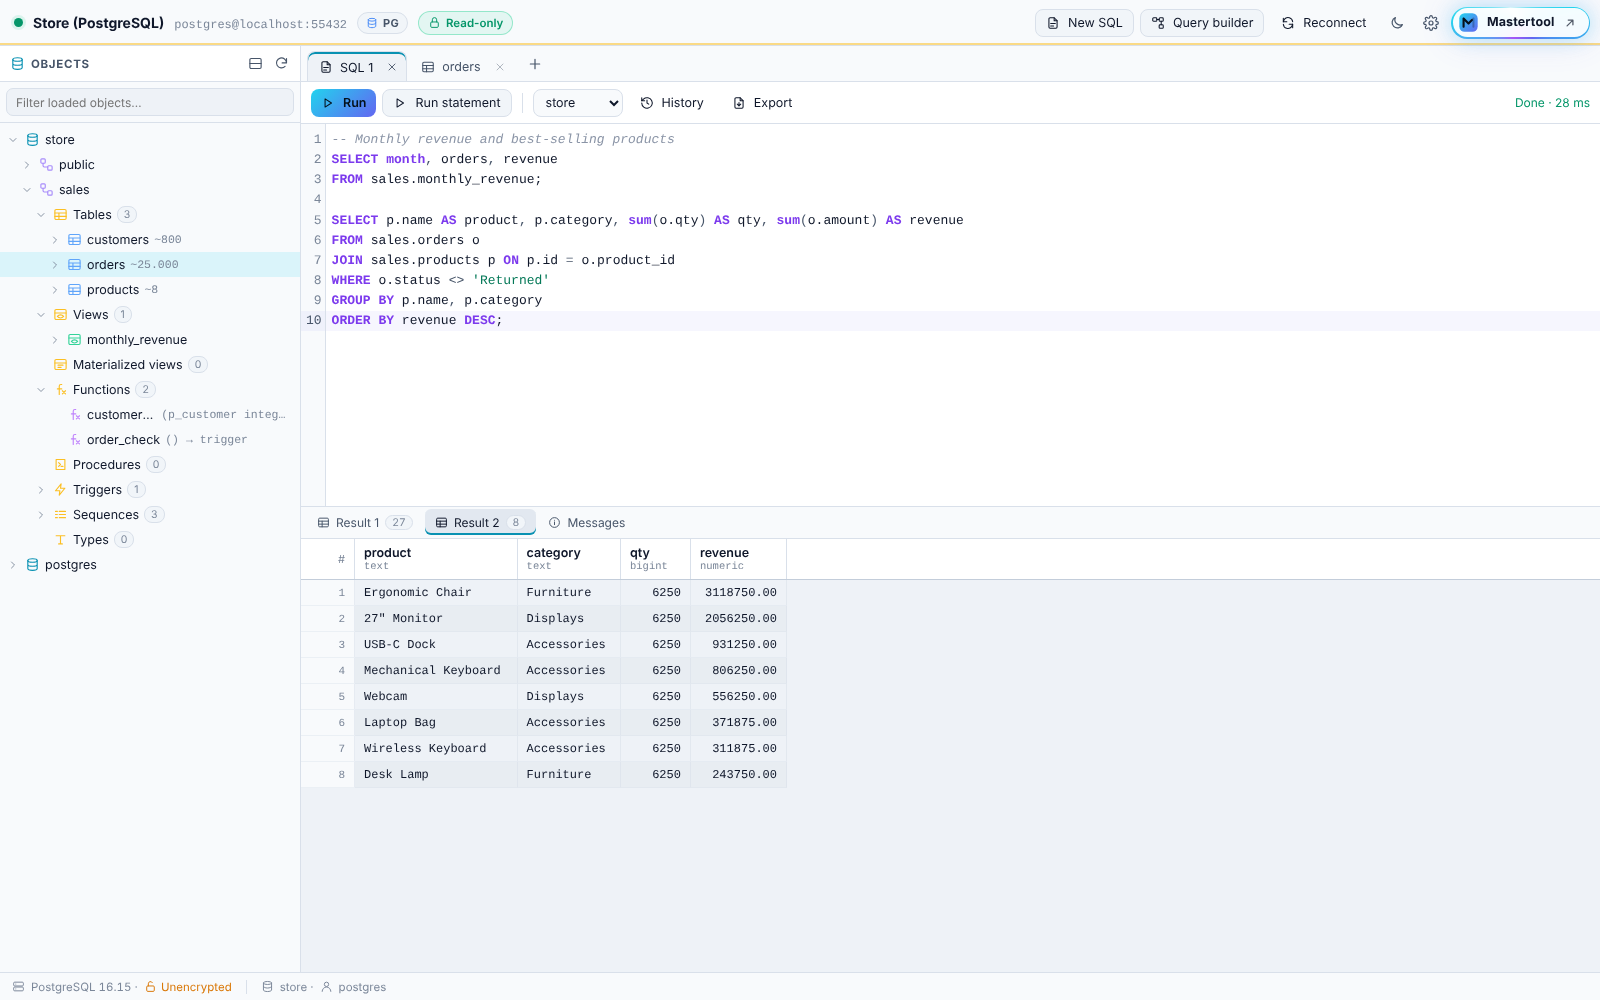 Store (PostgreSQL) postgres@localhost:55432 PG Read-only New SQL Query builder Reconnect Mastertool
OBJECTS
Filter loaded objects...
store
public
sales
Tables 3
customers ~800
orders ~25.000
products ~8
Views 1
monthly_revenue
Materialized views 0
Functions 2
customer... (p_customer integ…
order_check () → trigger
Procedures 0
Triggers 1
Sequences 3
Types 0
postgres
SQL 1 orders
Run Run statement store History Export Done · 28 ms
1 -- Monthly revenue and best-selling products
2 SELECT month, orders, revenue
3 FROM sales.monthly_revenue;
4
5 SELECT p.name AS product, p.category, sum(o.qty) AS qty, sum(o.amount) AS revenue
6 FROM sales.orders o
7 JOIN sales.products p ON p.id = o.product_id
8 WHERE o.status <> 'Returned'
9 GROUP BY p.name, p.category
10 ORDER BY revenue DESC;
Result 1 27 Result 2 8 Messages
# product category qty revenue
text text bigint numeric
1 Ergonomic Chair Furniture 6250 3118750.00
2 27" Monitor Displays 6250 2056250.00
3 USB-C Dock Accessories 6250 931250.00
4 Mechanical Keyboard Accessories 6250 806250.00
5 Webcam Displays 6250 556250.00
6 Laptop Bag Accessories 6250 371875.00
7 Wireless Keyboard Accessories 6250 311875.00
8 Desk Lamp Furniture 6250 243750.00
PostgreSQL 16.15 · Unencrypted store · postgres